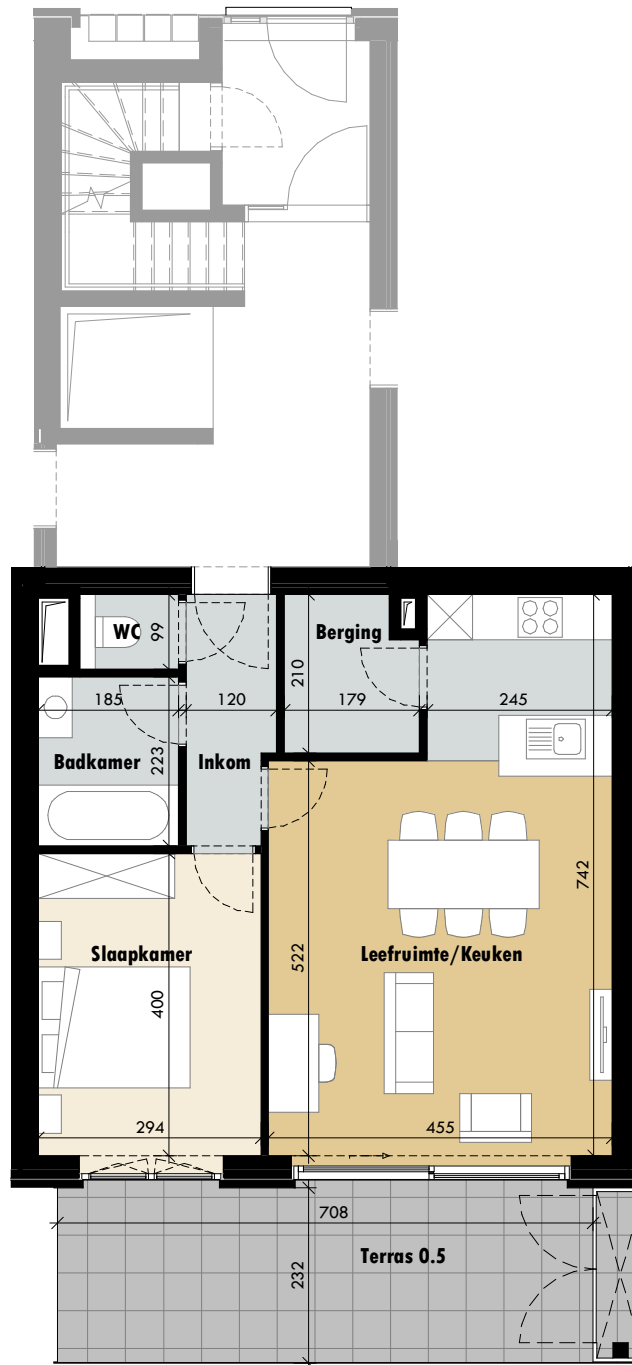 WC
99
Berging
210
185
120
179
245
Badkamer
223
Inkom
742
Slaapkamer
522
Leefruimte/Keuken
400
294
455
708
Terras 0.5
232